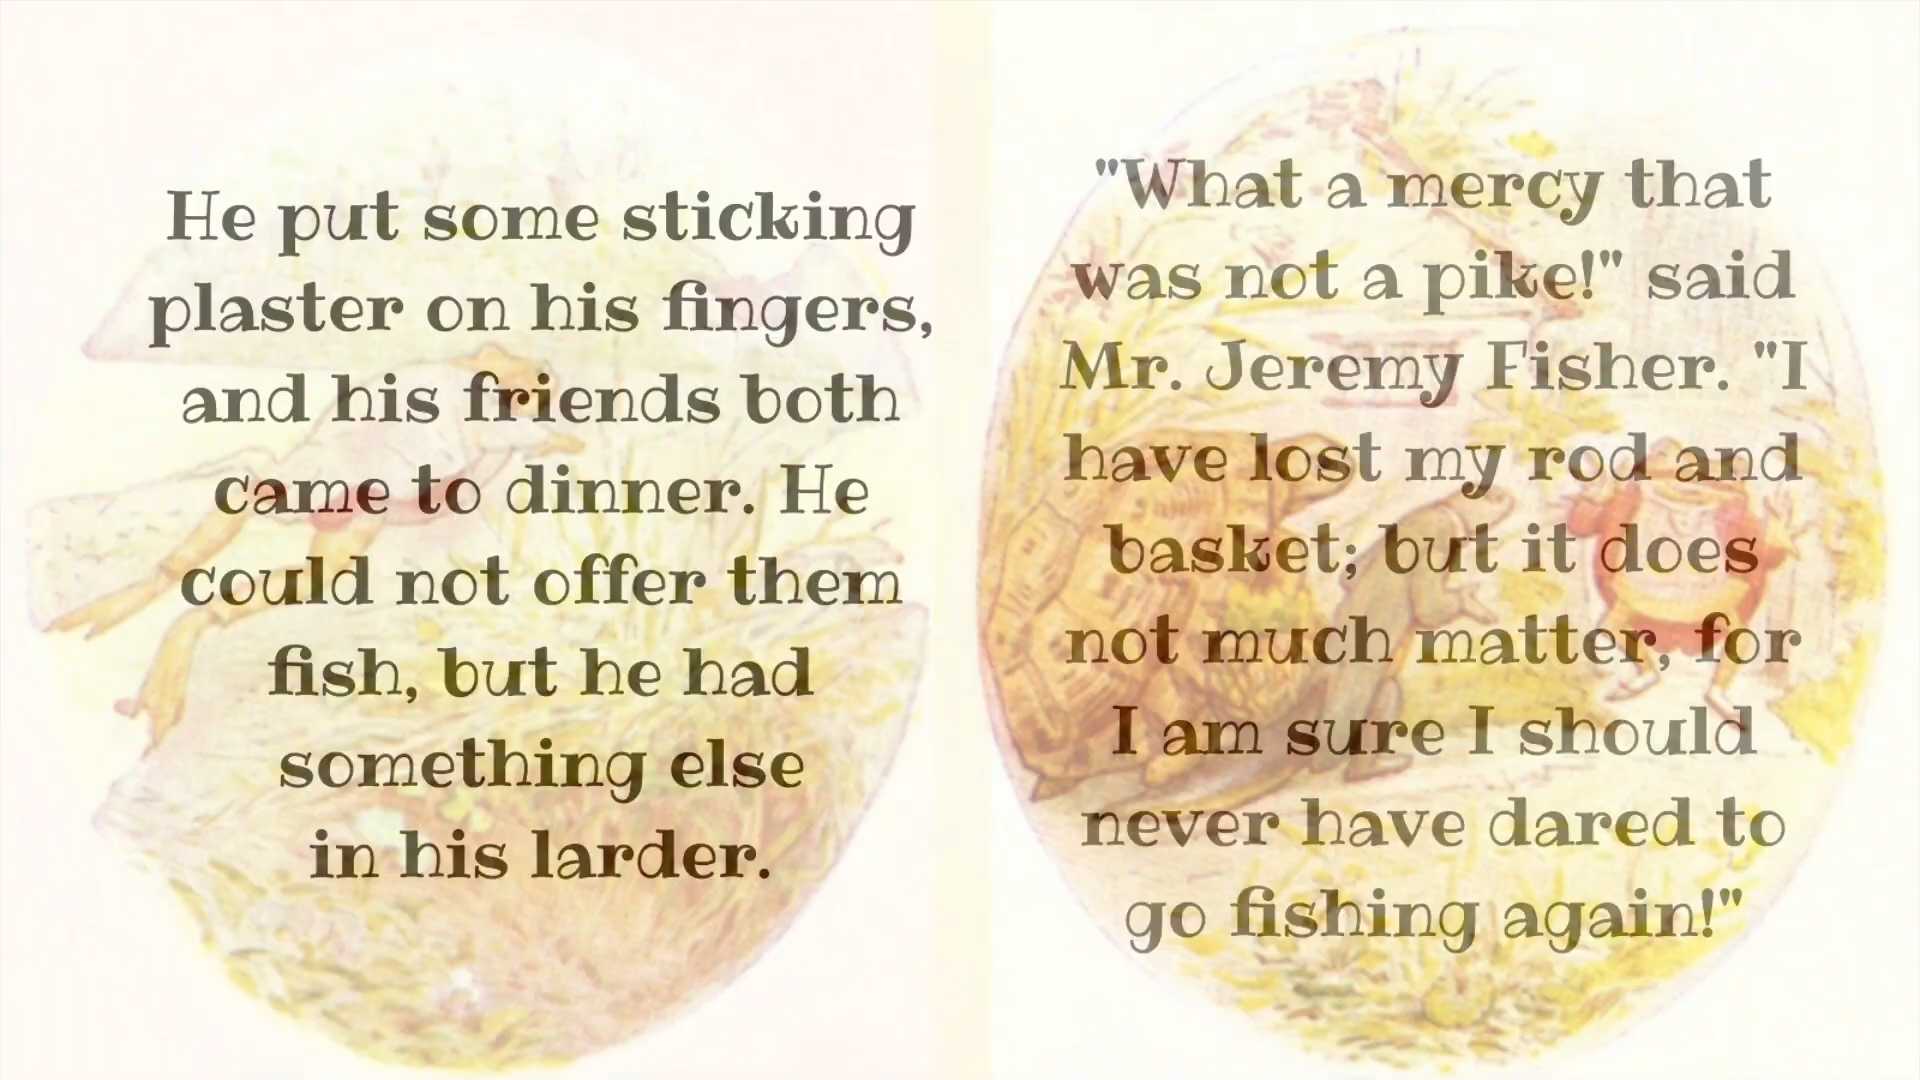 He put some sticking
plaster on his fingers,
and his friends both
came to dinner. He
could not offer them
fish, but he had
something else
in his larder.
"What a mercy that
was not a pike!" said
Mr. Jeremy Fisher. "I
have lost my rod and
basket; but it does
not much matter, for
I am sure I should
never have dared to
go fishing again!"